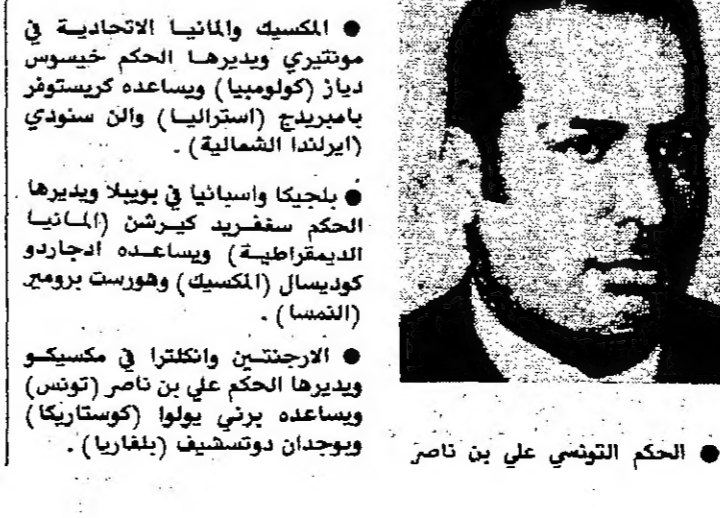 ● المكسيك والمانيا الاتحادية في
مونتيري ويديرها الحكم خيسوس
دياز (كولومبيا) ويساعده كريستوفر
بامبريدج (استراليا) والن سنودي
(ايرلندا الشمالية) .
● بلجيكا واسبانيا في بويبلا ويديرها
الحكم سغفريد كيرشن (المانيا
الديمقراطية) ويساعده ادجاردو
كوديسال (المكسيك) وهورست برومير
(النمسا) .
● الارجنتين وانكلترا في مكسيكو
ويديرها الحكم علي بن ناصر (تونس)
ويساعده برني يولوا (كوستاريكا)
وبوجدان دوتسشيف (بلغاريا) .
● الحكم التونسي علي بن ناصر